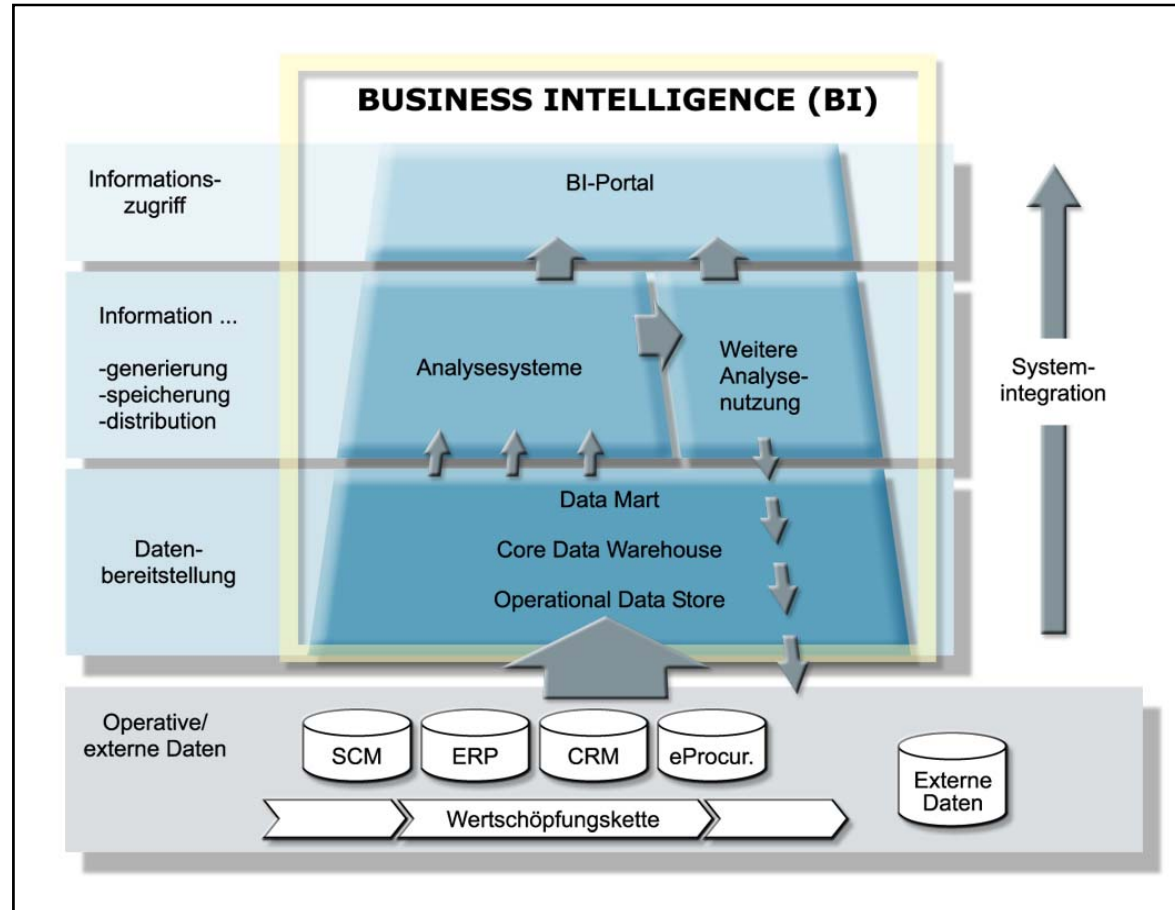 BUSINESS INTELLIGENCE (BI)
Informations-
zugriff
BI-Portal
Information ...
-generierung
-speicherung
-distribution
Analysesysteme
Weitere
Analyse-
nutzung
System-
integration
Daten-
bereitstellung
Data Mart
Core Data Warehouse
Operational Data Store
Operative/
externe Daten
SCM
ERP
CRM
eProcur.
Externe
Daten
Wertschöpfungskette